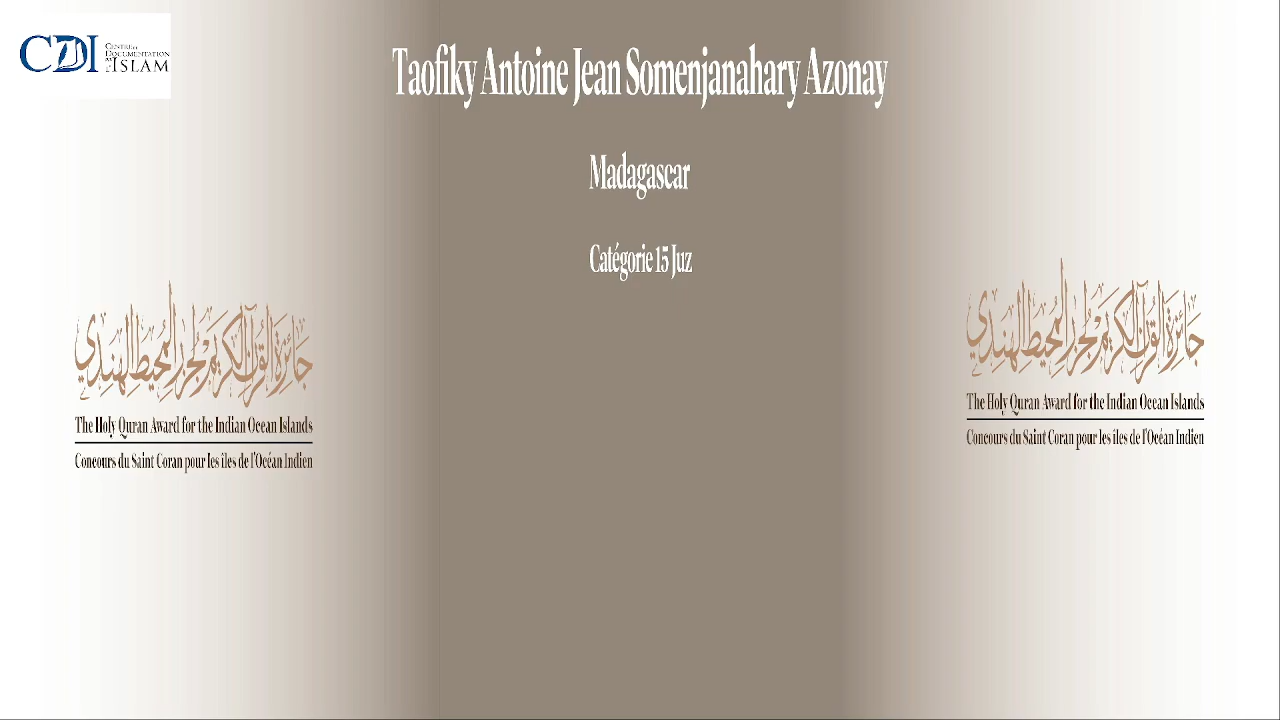 CDI CENTRE DE DOCUMENTATION SUR L'ISLAM
Taofiky Antoine Jean Somenjanahary Azonay
Madagascar
Catégorie 15 Juz
جائزة القرآن الكريم لجزر المحيط الهندي
The Holy Quran Award for the Indian Ocean Islands
Concours du Saint Coran pour les îles de l'Océan Indien
جائزة القرآن الكريم لجزر المحيط الهندي
The Holy Quran Award for the Indian Ocean Islands
Concours du Saint Coran pour les îles de l'Océan Indien